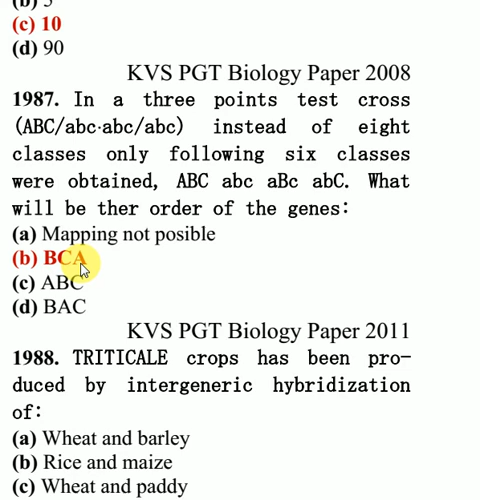 (b) 5
(c) 10
(d) 90
KVS PGT Biology Paper 2008
1987. In a three points test cross
(ABC/abc·abc/abc) instead of eight
classes only following six classes
were obtained, ABC abc aBc abC. What
will be ther order of the genes:
(a) Mapping not posible
(b) BCA
(c) ABC
(d) BAC
KVS PGT Biology Paper 2011
1988. TRITICALE crops has been pro-
duced by intergeneric hybridization
of:
(a) Wheat and barley
(b) Rice and maize
(c) Wheat and paddy